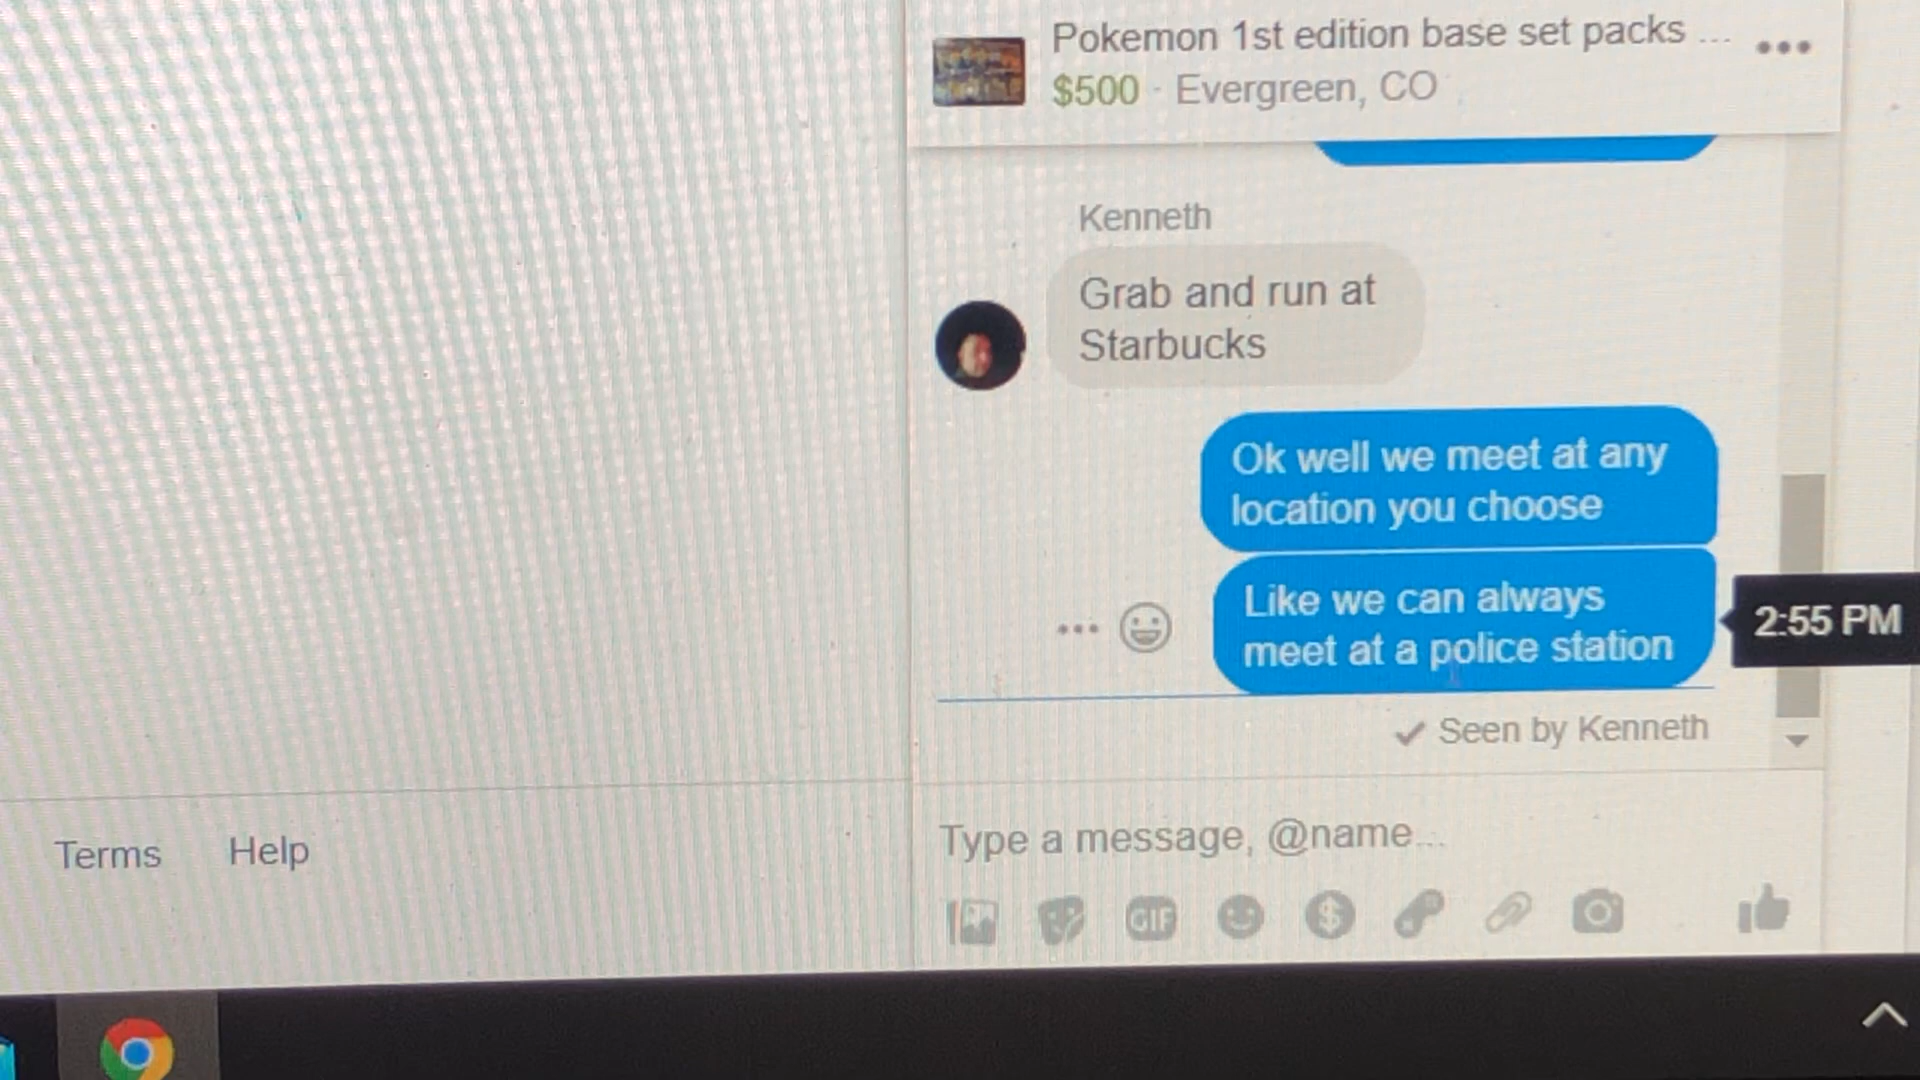 Pokemon 1st edition base set packs ...
$500 · Evergreen, CO
Kenneth
Grab and run at
Starbucks
Ok well we meet at any
location you choose
Like we can always
meet at a police station
2:55 PM
Seen by Kenneth
Type a message, @name...
Terms Help
GIF